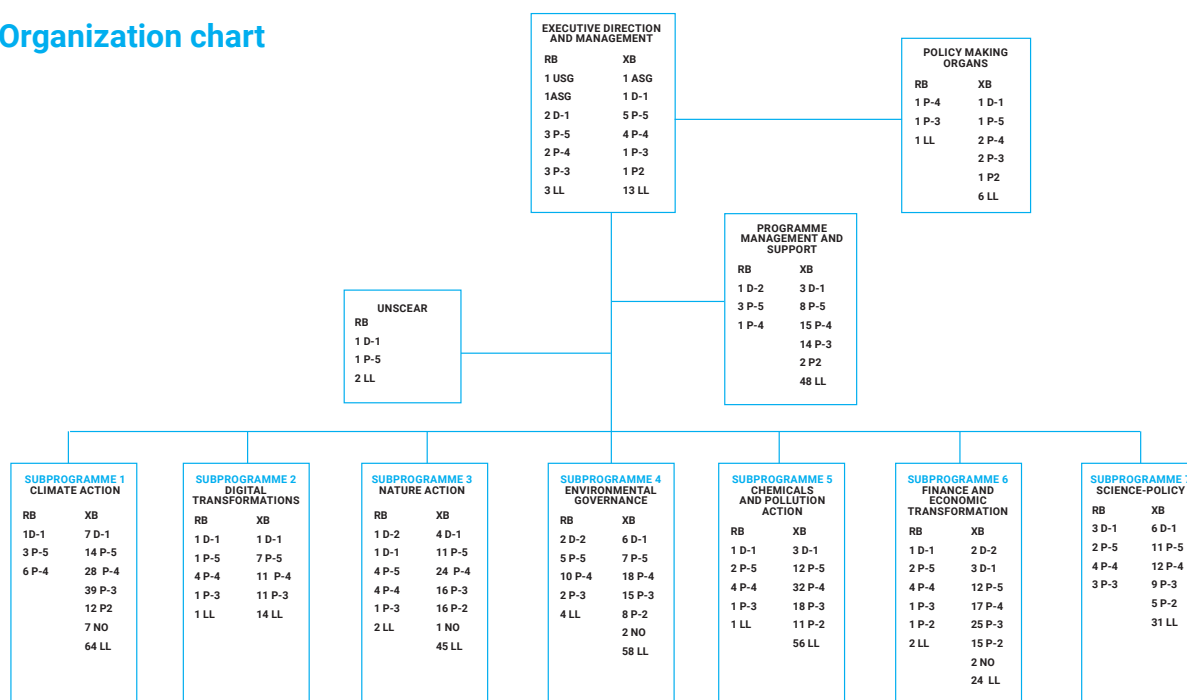 Organization chart
EXECUTIVE DIRECTION
AND MANAGEMENT
RB XB
1 USG 1 ASG
1ASG 1 D-1
2 D-1 5 P-5
3 P-5 4 P-4
2 P-4 1 P-3
3 P-3 1 P2
3 LL 13 LL
POLICY MAKING
ORGANS
RB XB
1 P-4 1 D-1
1 P-3 1 P-5
1 LL 2 P-4
2 P-3
1 P2
6 LL
PROGRAMME
MANAGEMENT AND
SUPPORT
RB XB
1 D-2 3 D-1
3 P-5 8 P-5
1 P-4 15 P-4
14 P-3
2 P2
48 LL
UNSCEAR
RB
1 D-1
1 P-5
2 LL
SUBPROGRAMME 1
CLIMATE ACTION
RB XB
1D-1 7 D-1
3 P-5 14 P-5
6 P-4 28 P-4
39 P-3
12 P2
7 NO
64 LL
SUBPROGRAMME 2
DIGITAL
TRANSFORMATIONS
RB XB
1 D-1 1 D-1
1 P-5 7 P-5
4 P-4 11 P-4
1 P-3 11 P-3
1 LL 14 LL
SUBPROGRAMME 3
NATURE ACTION
RB XB
1 D-2 4 D-1
1 D-1 11 P-5
4 P-5 24 P-4
4 P-4 16 P-3
1 P-3 16 P-2
2 LL 1 NO
45 LL
SUBPROGRAMME 4
ENVIRONMENTAL
GOVERNANCE
RB XB
2 D-2 6 D-1
5 P-5 7 P-5
10 P-4 18 P-4
2 P-3 15 P-3
4 LL 8 P-2
2 NO
58 LL
SUBPROGRAMME 5
CHEMICALS
AND POLLUTION
ACTION
RB XB
1 D-1 3 D-1
2 P-5 12 P-5
4 P-4 32 P-4
1 P-3 18 P-3
1 LL 11 P-2
56 LL
SUBPROGRAMME 6
FINANCE AND
ECONOMIC
TRANSFORMATION
RB XB
1 D-1 2 D-2
2 P-5 3 D-1
4 P-4 12 P-5
1 P-3 17 P-4
1 P-2 25 P-3
2 LL 15 P-2
2 NO
24 LL
SUBPROGRAMME 7
SCIENCE-POLICY
RB XB
3 D-1 6 D-1
2 P-5 11 P-5
4 P-4 12 P-4
3 P-3 9 P-3
5 P-2
31 LL